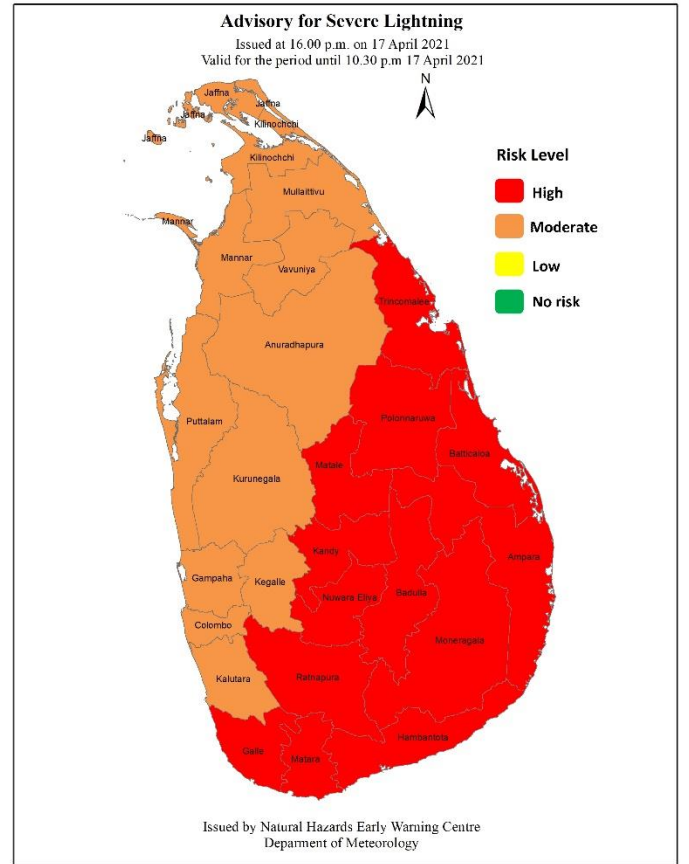 Advisory for Severe Lightning
Issued at 16.00 p.m. on 17 April 2021
Valid for the period until 10.30 p.m 17 April 2021
N
Jaffna
Jaffna
Jaffna
Kilinochchi
Jaffna
Kilinochchi
Risk Level
High
Moderate
Low
No risk
Mullaittivu
Mannar
Mannar
Vavuniya
Trincomalee
Anuradhapura
Puttalam
Polonnaruwa
Kurunegala
Matale
Batticaloa
Kandy
Ampara
Gampaha
Kegalle
Nuwara Eliya
Badulla
Colombo
Moneragala
Kalutara
Ratnapura
Hambantota
Galle
Matara
Issued by Natural Hazards Early Warning Centre
Deparment of Meteorology